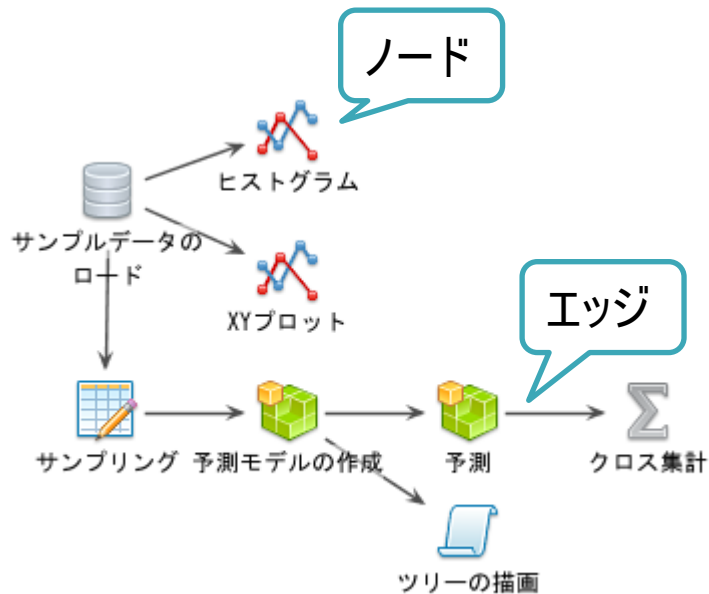 ノード
ヒストグラム
サンプルデータの
ロード
XYプロット
エッジ
サンプリング
予測モデルの作成
予測
クロス集計
ツリーの描画